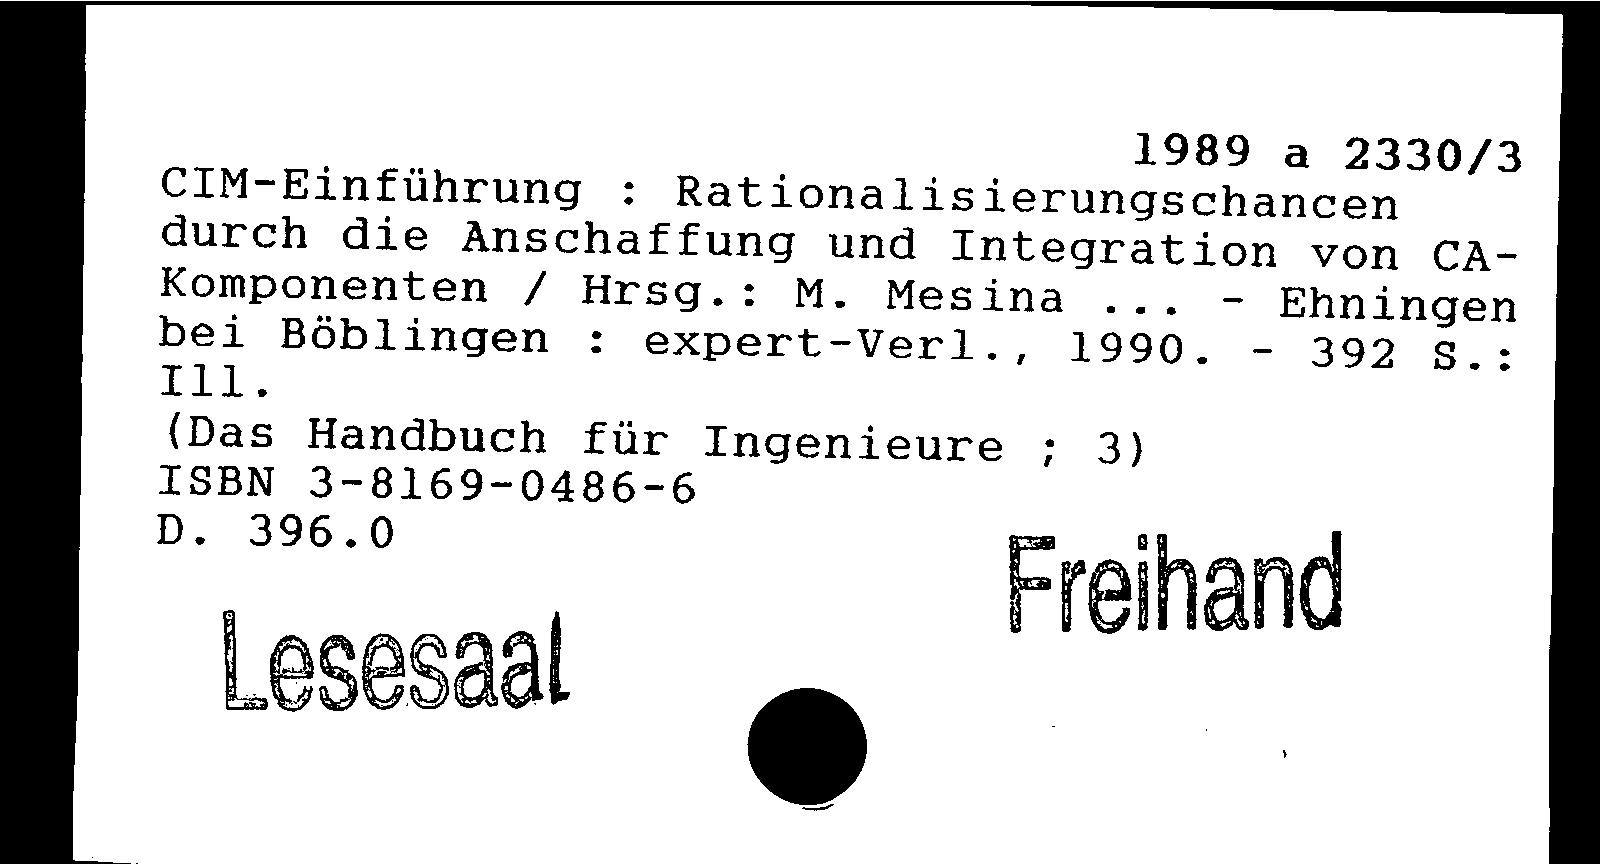 1989 a 2330/3
CIM-Einführung : Rationalisierungschancen
durch die Anschaffung und Integration von CA-
Komponenten / Hrsg.: M. Mesina ... - Ehningen
bei Böblingen : expert-Verl., 1990. - 392 S.:
Ill.
(Das Handbuch für Ingenieure ; 3)
ISBN 3-8169-0486-6
D. 396.0
Freihand
Lesesaal